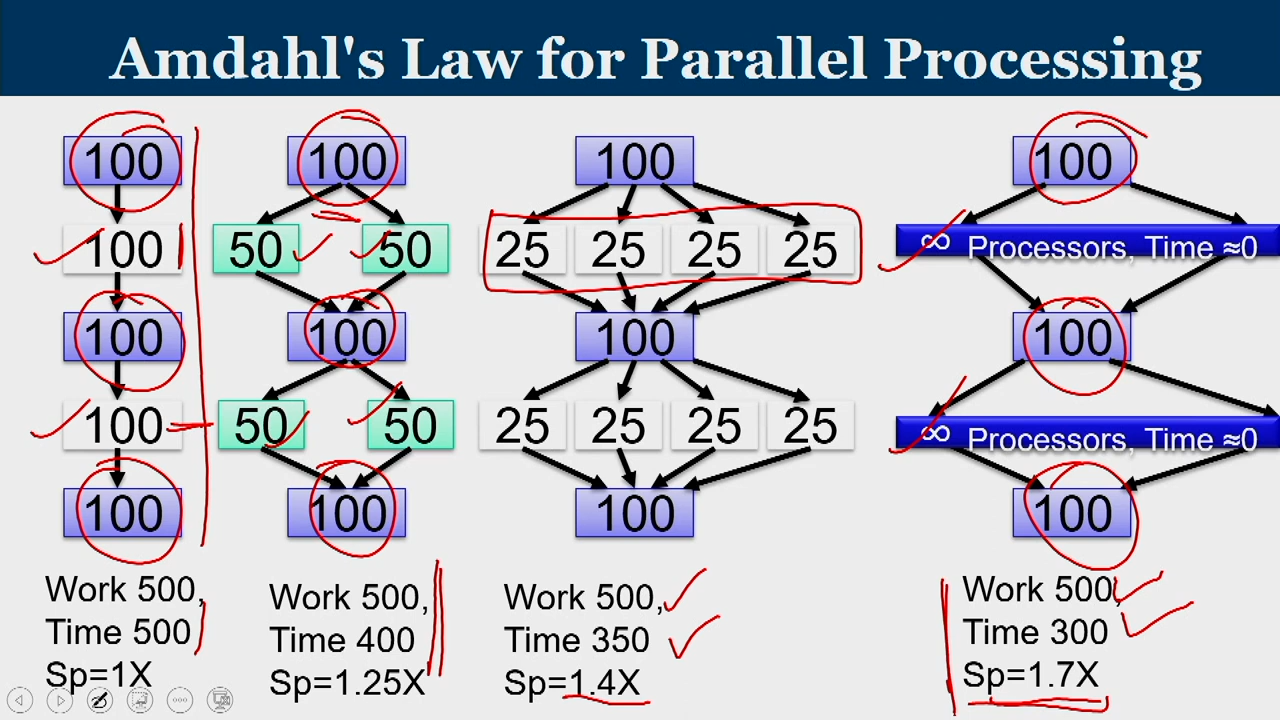 Amdahl's Law for Parallel Processing
100
100
100
100
100
Work 500,
Time 500
Sp=1X
100
50 50
100
50 50
100
Work 500,
Time 400
Sp=1.25X
100
25 25 25 25
100
25 25 25 25
100
Work 500,
Time 350
Sp=1.4X
100
∞ Processors, Time ≈0
100
∞ Processors, Time ≈0
100
Work 500,
Time 300
Sp=1.7X